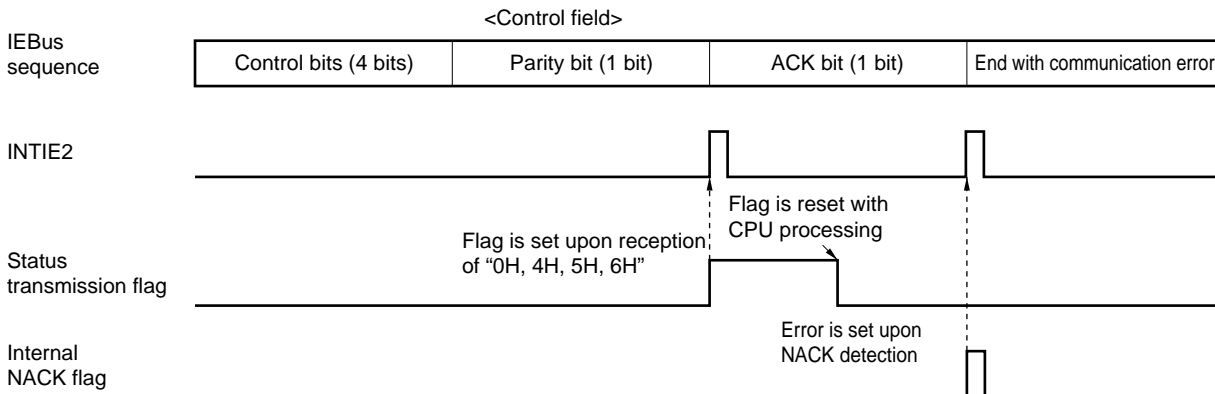 <Control field>
IEBus
sequence
Control bits (4 bits)
Parity bit (1 bit)
ACK bit (1 bit)
End with communication error
INTIE2
Flag is reset with
CPU processing
Flag is set upon reception
of “0H, 4H, 5H, 6H”
Status
transmission flag
Error is set upon
NACK detection
Internal
NACK flag